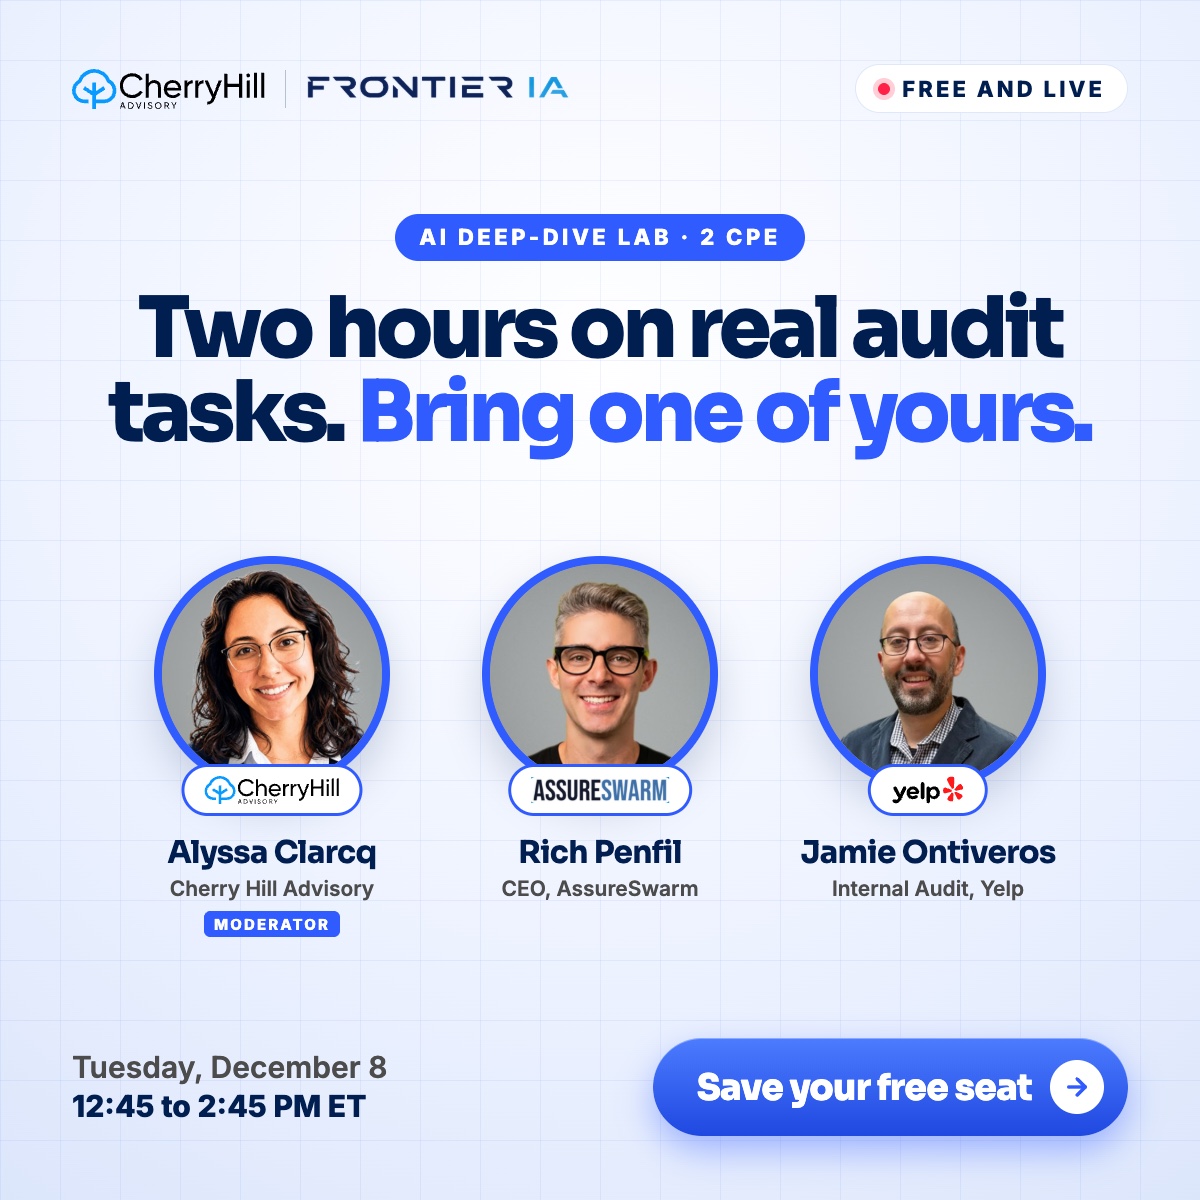 CherryHill
ADVISORY
FRONTIER IA
FREE AND LIVE
AI DEEP-DIVE LAB · 2 CPE
Two hours on real audit
tasks. Bring one of yours.
CherryHill
ADVISORY
ASSURESWARM
yelp
Alyssa Clarcq
Rich Penfil
Jamie Ontiveros
Cherry Hill Advisory
CEO, AssureSwarm
Internal Audit, Yelp
MODERATOR
Tuesday, December 8
12:45 to 2:45 PM ET
Save your free seat